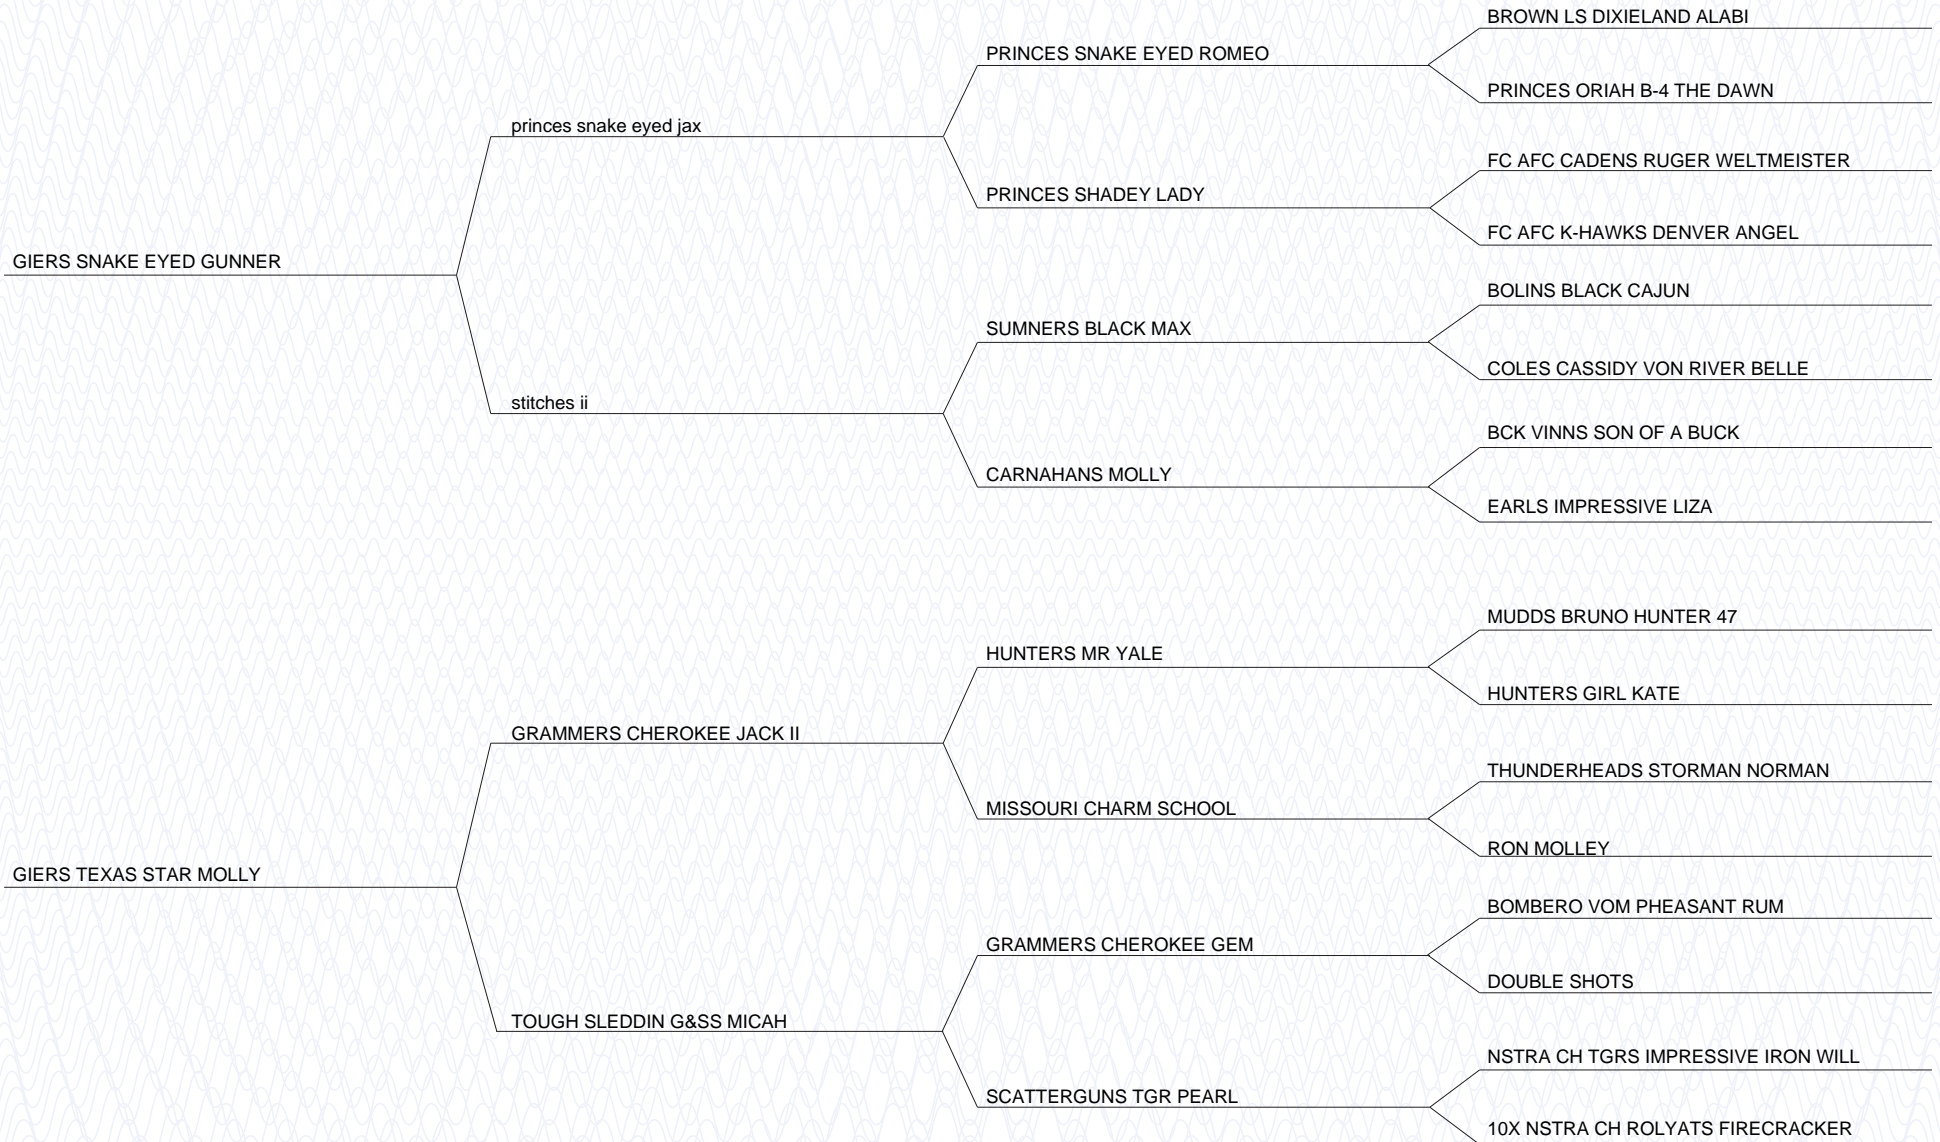 BROWN LS DIXIELAND ALABI
PRINCES SNAKE EYED ROMEO
PRINCES ORIAH B-4 THE DAWN
princes snake eyed jax
FC AFC CADENS RUGER WELTMEISTER
PRINCES SHADEY LADY
FC AFC K-HAWKS DENVER ANGEL
GIERS SNAKE EYED GUNNER
BOLINS BLACK CAJUN
SUMNERS BLACK MAX
COLES CASSIDY VON RIVER BELLE
stitches ii
BCK VINNS SON OF A BUCK
CARNAHANS MOLLY
EARLS IMPRESSIVE LIZA
MUDDS BRUNO HUNTER 47
HUNTERS MR YALE
HUNTERS GIRL KATE
GRAMMERS CHEROKEE JACK II
THUNDERHEADS STORMAN NORMAN
MISSOURI CHARM SCHOOL
RON MOLLEY
GIERS TEXAS STAR MOLLY
BOMBERO VOM PHEASANT RUM
GRAMMERS CHEROKEE GEM
DOUBLE SHOTS
TOUGH SLEDDIN G&SS MICAH
NSTRA CH TGRS IMPRESSIVE IRON WILL
SCATTERGUNS TGR PEARL
10X NSTRA CH ROLYATS FIRECRACKER